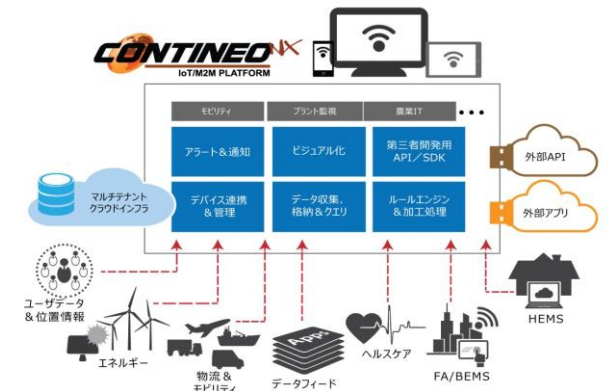 CONTINEO NX
IoT/M2M PLATFORM
モビリティ
プラント監視
農業IT
•••
アラート&通知
ビジュアル化
第三者開発用
API/SDK
外部API
マルチテナント
クラウドインフラ
デバイス連携
&管理
データ収集、
格納&クエリ
ルールエンジン
&加工処理
外部アプリ
ユーザデータ
&位置情報
エネルギー
物流&
モビリティ
Apps
データフィード
ヘルスケア
FA/BEMS
HEMS